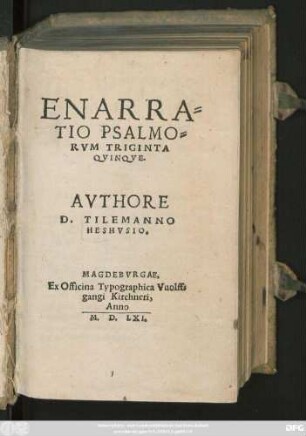 ENARRA=
TIO PSALMO=
RVM TRIGINTA
QVINQVE.
AVTHORE
D. TILEMANNO
HESHVSIO.
MAGDEBVRGAE.
Ex Officina Typographica Vuolff=
gangi Kirchneri,
Anno
M. D. LXI.